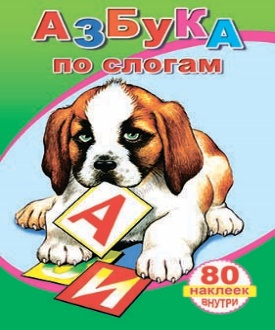 АЗБУКА
по слогам
А
И
80
наклеек
внутри